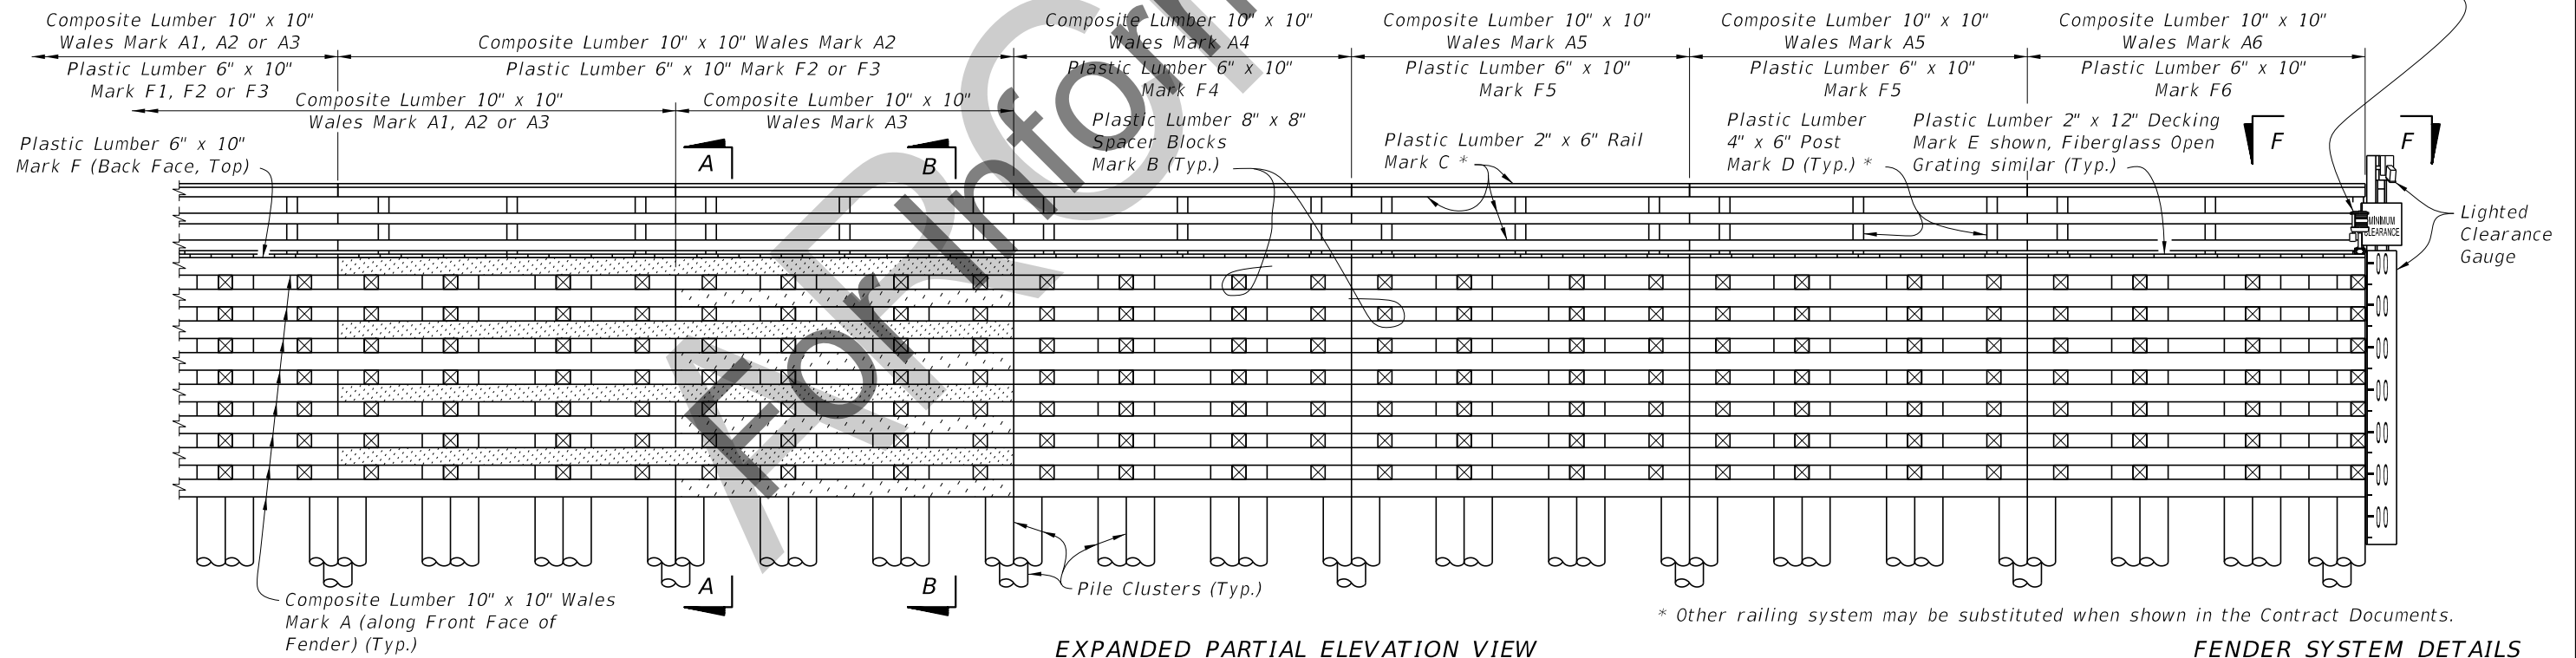 Composite Lumber 10" x 10"
Wales Mark A1, A2 or A3
Plastic Lumber 6" x 10"
Mark F1, F2 or F3
Composite Lumber 10" x 10" Wales Mark A2
Plastic Lumber 6" x 10" Mark F2 or F3
Composite Lumber 10" x 10"
Wales Mark A4
Plastic Lumber 6" x 10"
Mark F4
Composite Lumber 10" x 10"
Wales Mark A5
Plastic Lumber 6" x 10"
Mark F5
Composite Lumber 10" x 10"
Wales Mark A5
Plastic Lumber 6" x 10"
Mark F5
Composite Lumber 10" x 10"
Wales Mark A6
Plastic Lumber 6" x 10"
Mark F6
Composite Lumber 10" x 10"
Wales Mark A1, A2 or A3
Composite Lumber 10" x 10"
Wales Mark A3
Plastic Lumber 6" x 10"
Mark F (Back Face, Top)
A
B
Plastic Lumber 8" x 8"
Spacer Blocks
Mark B (Typ.)
Plastic Lumber 2" x 6" Rail
Mark C *
Plastic Lumber
4" x 6" Post
Mark D (Typ.) *
Plastic Lumber 2" x 12" Decking
Mark E shown, Fiberglass Open
Grating similar (Typ.)
F
F
MINIMUM
CLEARANCE
Lighted
Clearance
Gauge
A
B
Pile Clusters (Typ.)
Composite Lumber 10" x 10" Wales
Mark A (along Front Face of
Fender) (Typ.)
* Other railing system may be substituted when shown in the Contract Documents.
EXPANDED PARTIAL ELEVATION VIEW
FENDER SYSTEM DETAILS